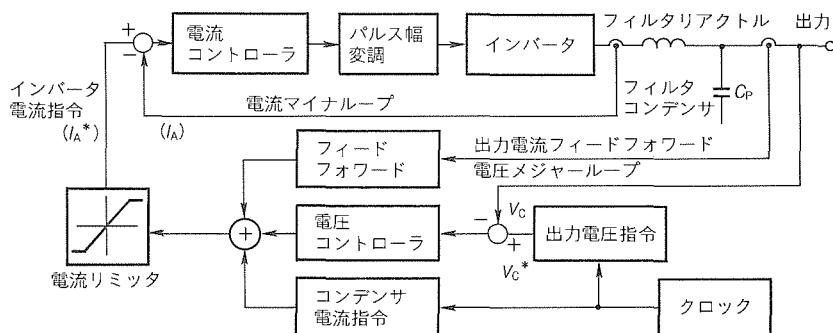 フィルタリアクトル
出力
電流
コントローラ
パルス幅
変調
インバータ
＋
−
インバータ
電流指令
(IA*)
電流マイナループ
(IA)
フィルタ
コンデンサ
CP
出力電流フィードフォワード
電圧メジャーループ
フィード
フォワード
−
VC
＋
VC*
電圧
コントローラ
出力電圧指令
＋
電流リミッタ
コンデンサ
電流指令
クロック